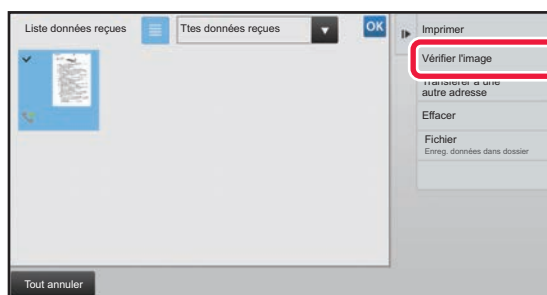 Liste données reçues
Ttes données reçues
OK
Imprimer
Vérifier l'image
Transférer à une
autre adresse
Effacer
Fichier
Enreg. données dans dossier
Tout annuler